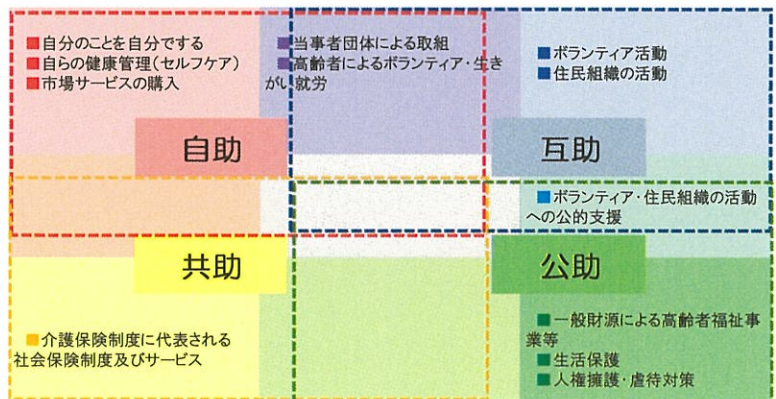 ■自分のことを自分でする
■自らの健康管理(セルフケア)
■市場サービスの購入
■当事者団体による取組
■高齢者によるボランティア・生き
がい就労
■ボランティア活動
■住民組織の活動
自助
互助
■ボランティア・住民組織の活動
への公的支援
共助
公助
■介護保険制度に代表される
社会保険制度及びサービス
■一般財源による高齢者福祉事
業等
■生活保護
■人権擁護・虐待対策